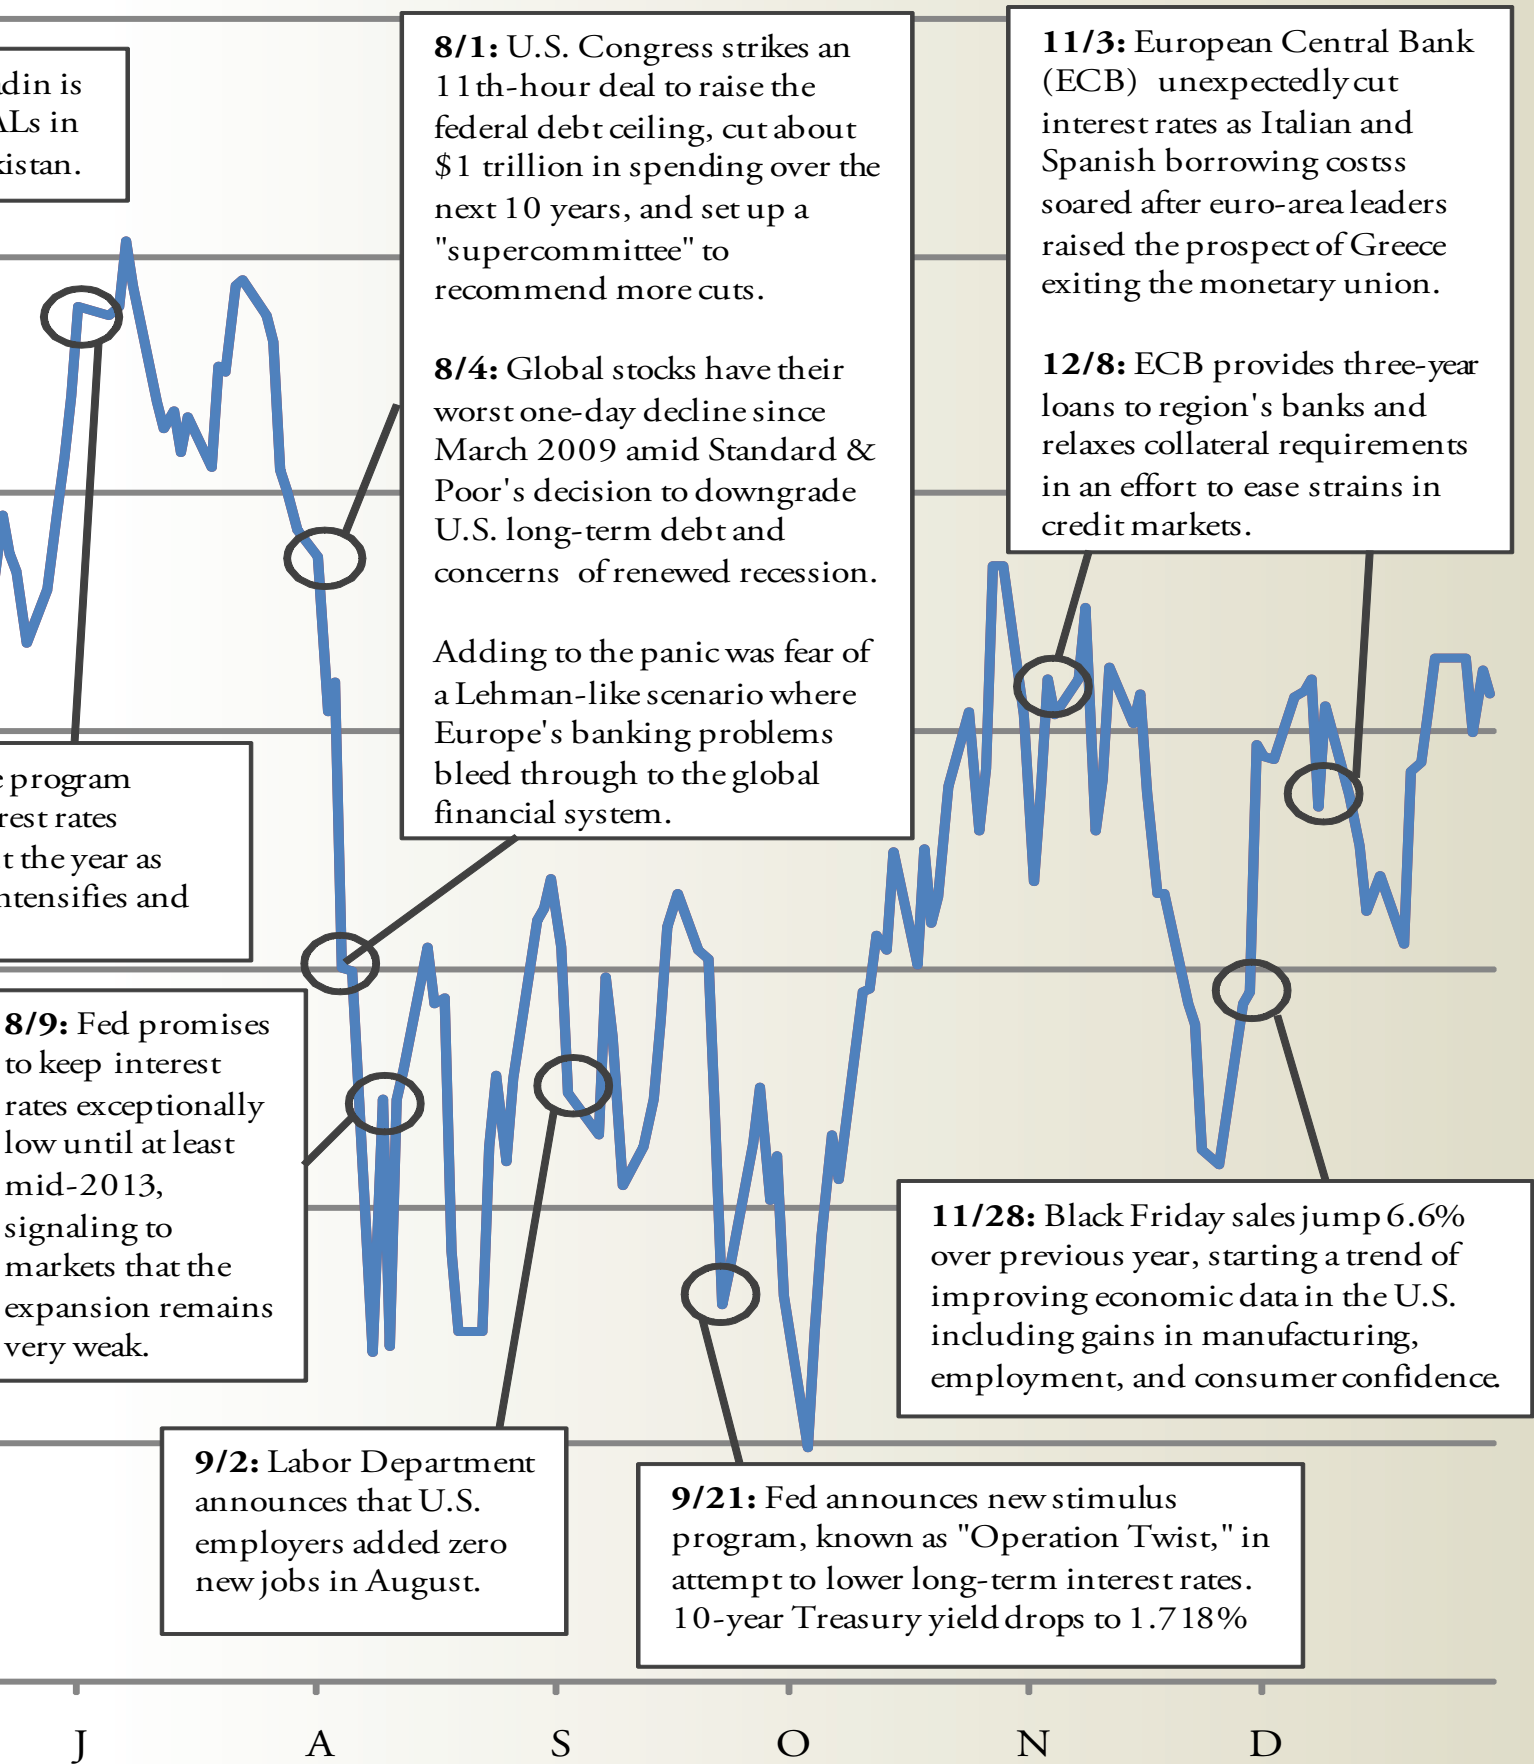 is
in
8/1: U.S. Congress strikes an
11th-hour deal to raise the
federal debt ceiling, cut about
$1 trillion in spending over the
next 10 years, and set up a
"supercommittee" to
recommend more cuts.
8/4: Global stocks have their
worst one-day decline since
March 2009 amid Standard &
Poor's decision to downgrade
U.S. long-term debt and
concerns of renewed recession.
Adding to the panic was fear of
a Lehman-like scenario where
Europe's banking problems
bleed through to the global
financial system.
11/3: European Central Bank
(ECB) unexpectedly cut
interest rates as Italian and
Spanish borrowing costss
soared after euro-area leaders
raised the prospect of Greece
exiting the monetary union.
12/8: ECB provides three-year
loans to region's banks and
relaxes collateral requirements
in an effort to ease strains in
credit markets.
program
rates
the year as
and
8/9: Fed promises
to keep interest
rates exceptionally
low until at least
mid-2013,
signaling to
markets that the
expansion remains
very weak.
9/2: Labor Department
announces that U.S.
employers added zero
new jobs in August.
9/21: Fed announces new stimulus
program, known as "Operation Twist," in
attempt to lower long-term interest rates.
10-year Treasury yield drops to 1.718%
11/28: Black Friday sales jump 6.6%
over previous year, starting a trend of
improving economic data in the U.S.
including gains in manufacturing,
employment, and consumer confidence.
J A S O N D